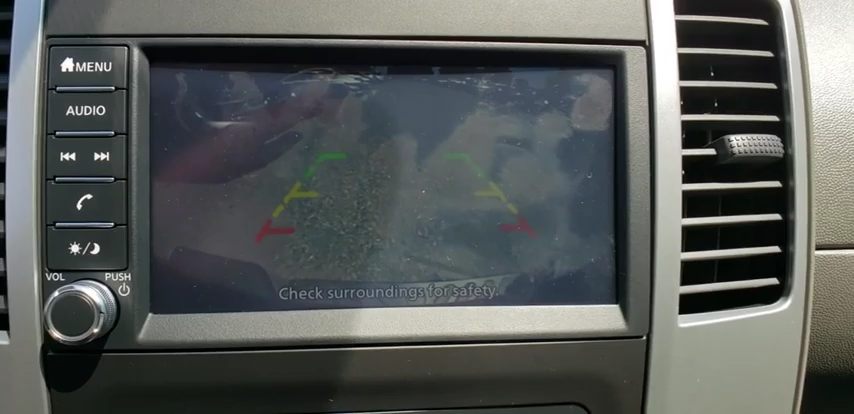 MENU
AUDIO
VOL
PUSH
Check surroundings for safety.